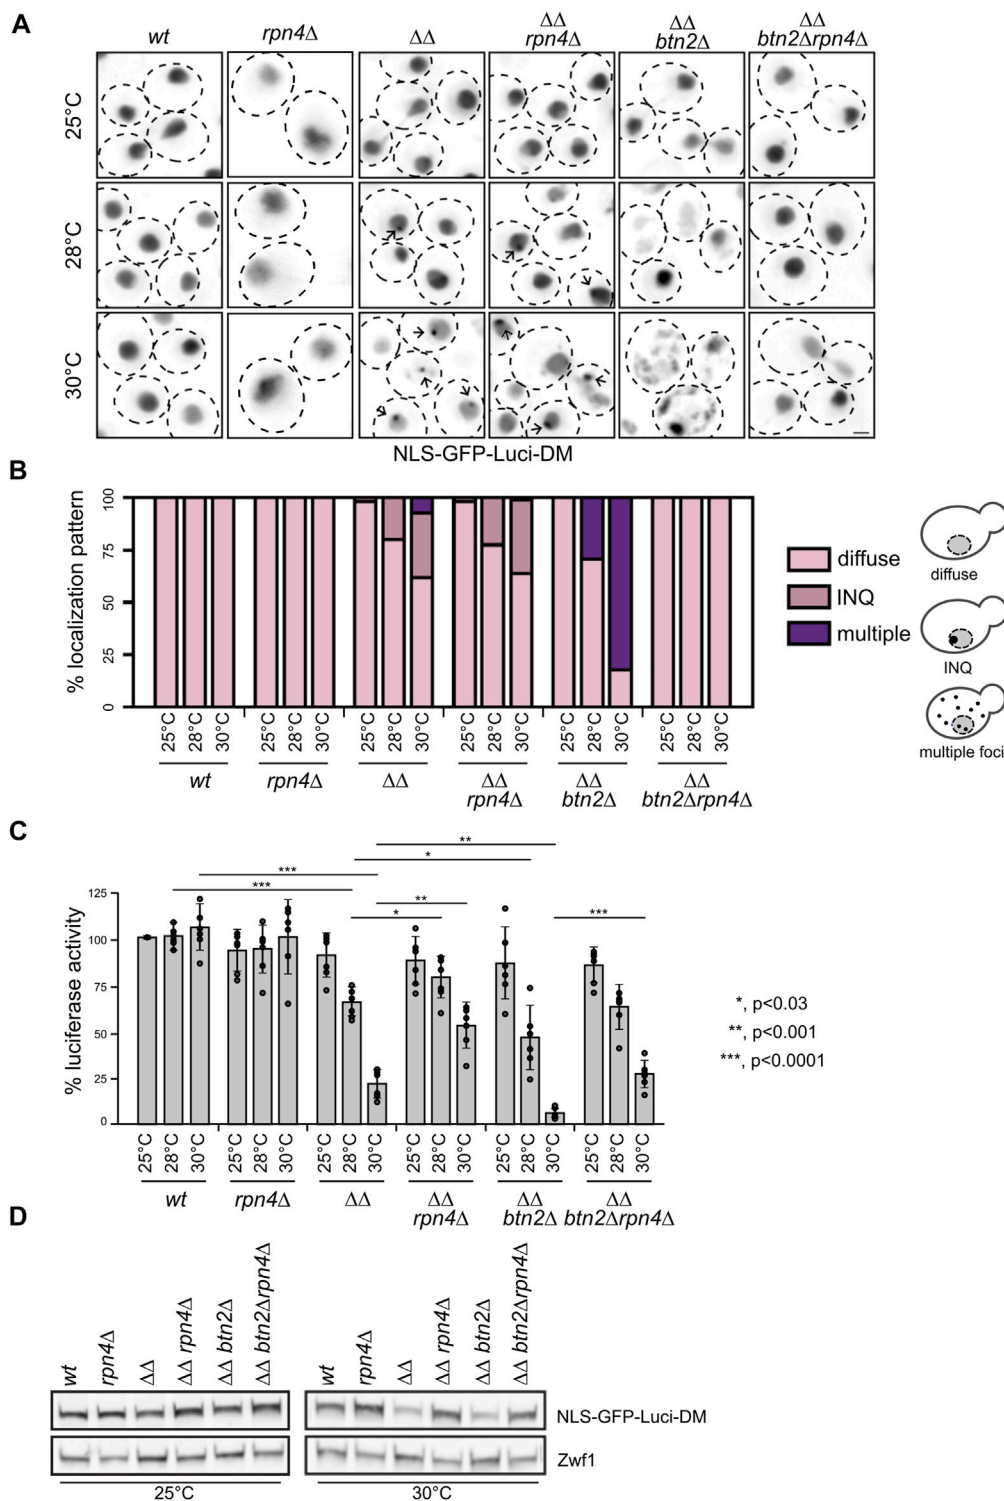 A
wt
rpn4Δ
ΔΔ
ΔΔ
rpn4Δ
ΔΔ
btn2Δ
ΔΔ
btn2Δrpn4Δ
25°C
28°C
30°C
NLS-GFP-Luci-DM
B
% localization pattern
100
75
50
25
0
25°C 28°C 30°C 25°C 28°C 30°C 25°C 28°C 30°C 25°C 28°C 30°C 25°C 28°C 30°C 25°C 28°C 30°C
wt
rpn4Δ
ΔΔ
ΔΔ
rpn4Δ
ΔΔ
btn2Δ
ΔΔ
btn2Δrpn4Δ
diffuse
INQ
multiple
diffuse
INQ
multiple foci
C
% luciferase activity
125
100
75
50
25
0
**
*
***
***
**
*
***
*, p<0.03
**, p<0.001
***, p<0.0001
25°C 28°C 30°C 25°C 28°C 30°C 25°C 28°C 30°C 25°C 28°C 30°C 25°C 28°C 30°C 25°C 28°C 30°C
wt
rpn4Δ
ΔΔ
ΔΔ
rpn4Δ
ΔΔ
btn2Δ
ΔΔ
btn2Δrpn4Δ
D
wt
rpn4Δ
ΔΔ
ΔΔ rpn4Δ
ΔΔ btn2Δ
ΔΔ btn2Δrpn4Δ
wt
rpn4Δ
ΔΔ
ΔΔ rpn4Δ
ΔΔ btn2Δ
ΔΔ btn2Δrpn4Δ
NLS-GFP-Luci-DM
Zwf1
25°C
30°C